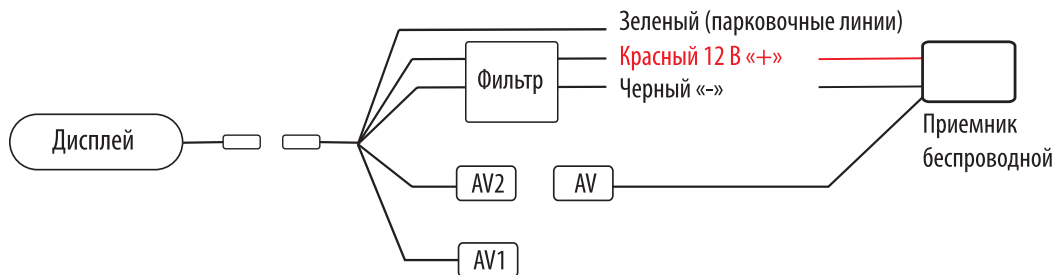 Зеленый (парковочные линии)
Красный 12 В «+»
Фильтр
Черный «-»
Дисплей
Приемник
беспроводной
AV2
AV
AV1